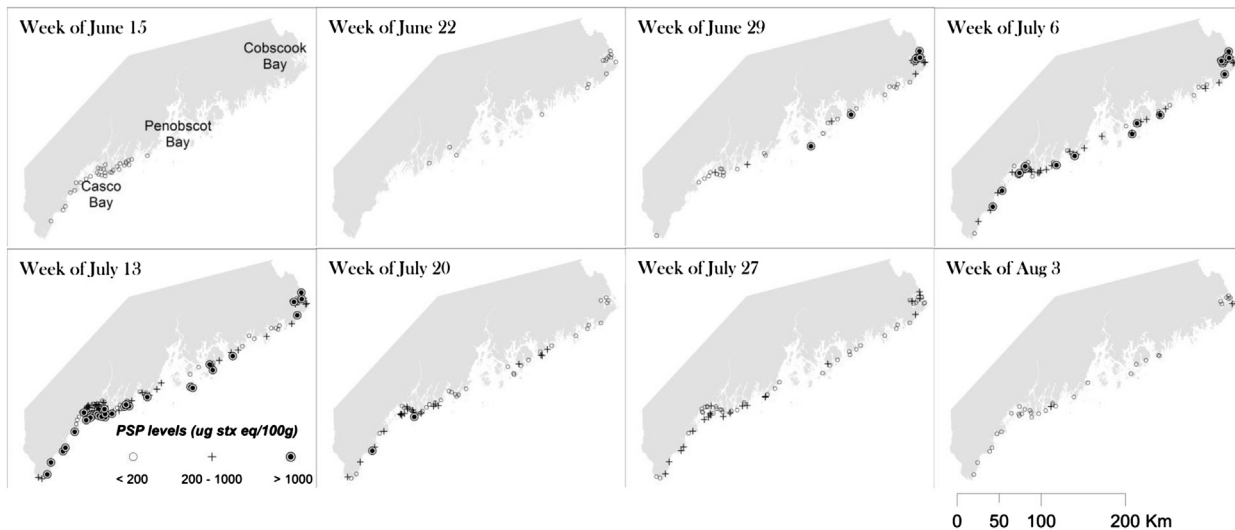 Week of June 15
Cobscook
Bay
Penobscot
Bay
Casco
Bay
Week of June 22
Week of June 29
Week of July 6
Week of July 13
PSP levels (ug stx eq/100g)
< 200
200 - 1000
> 1000
Week of July 20
Week of July 27
Week of Aug 3
0 50 100 200 Km